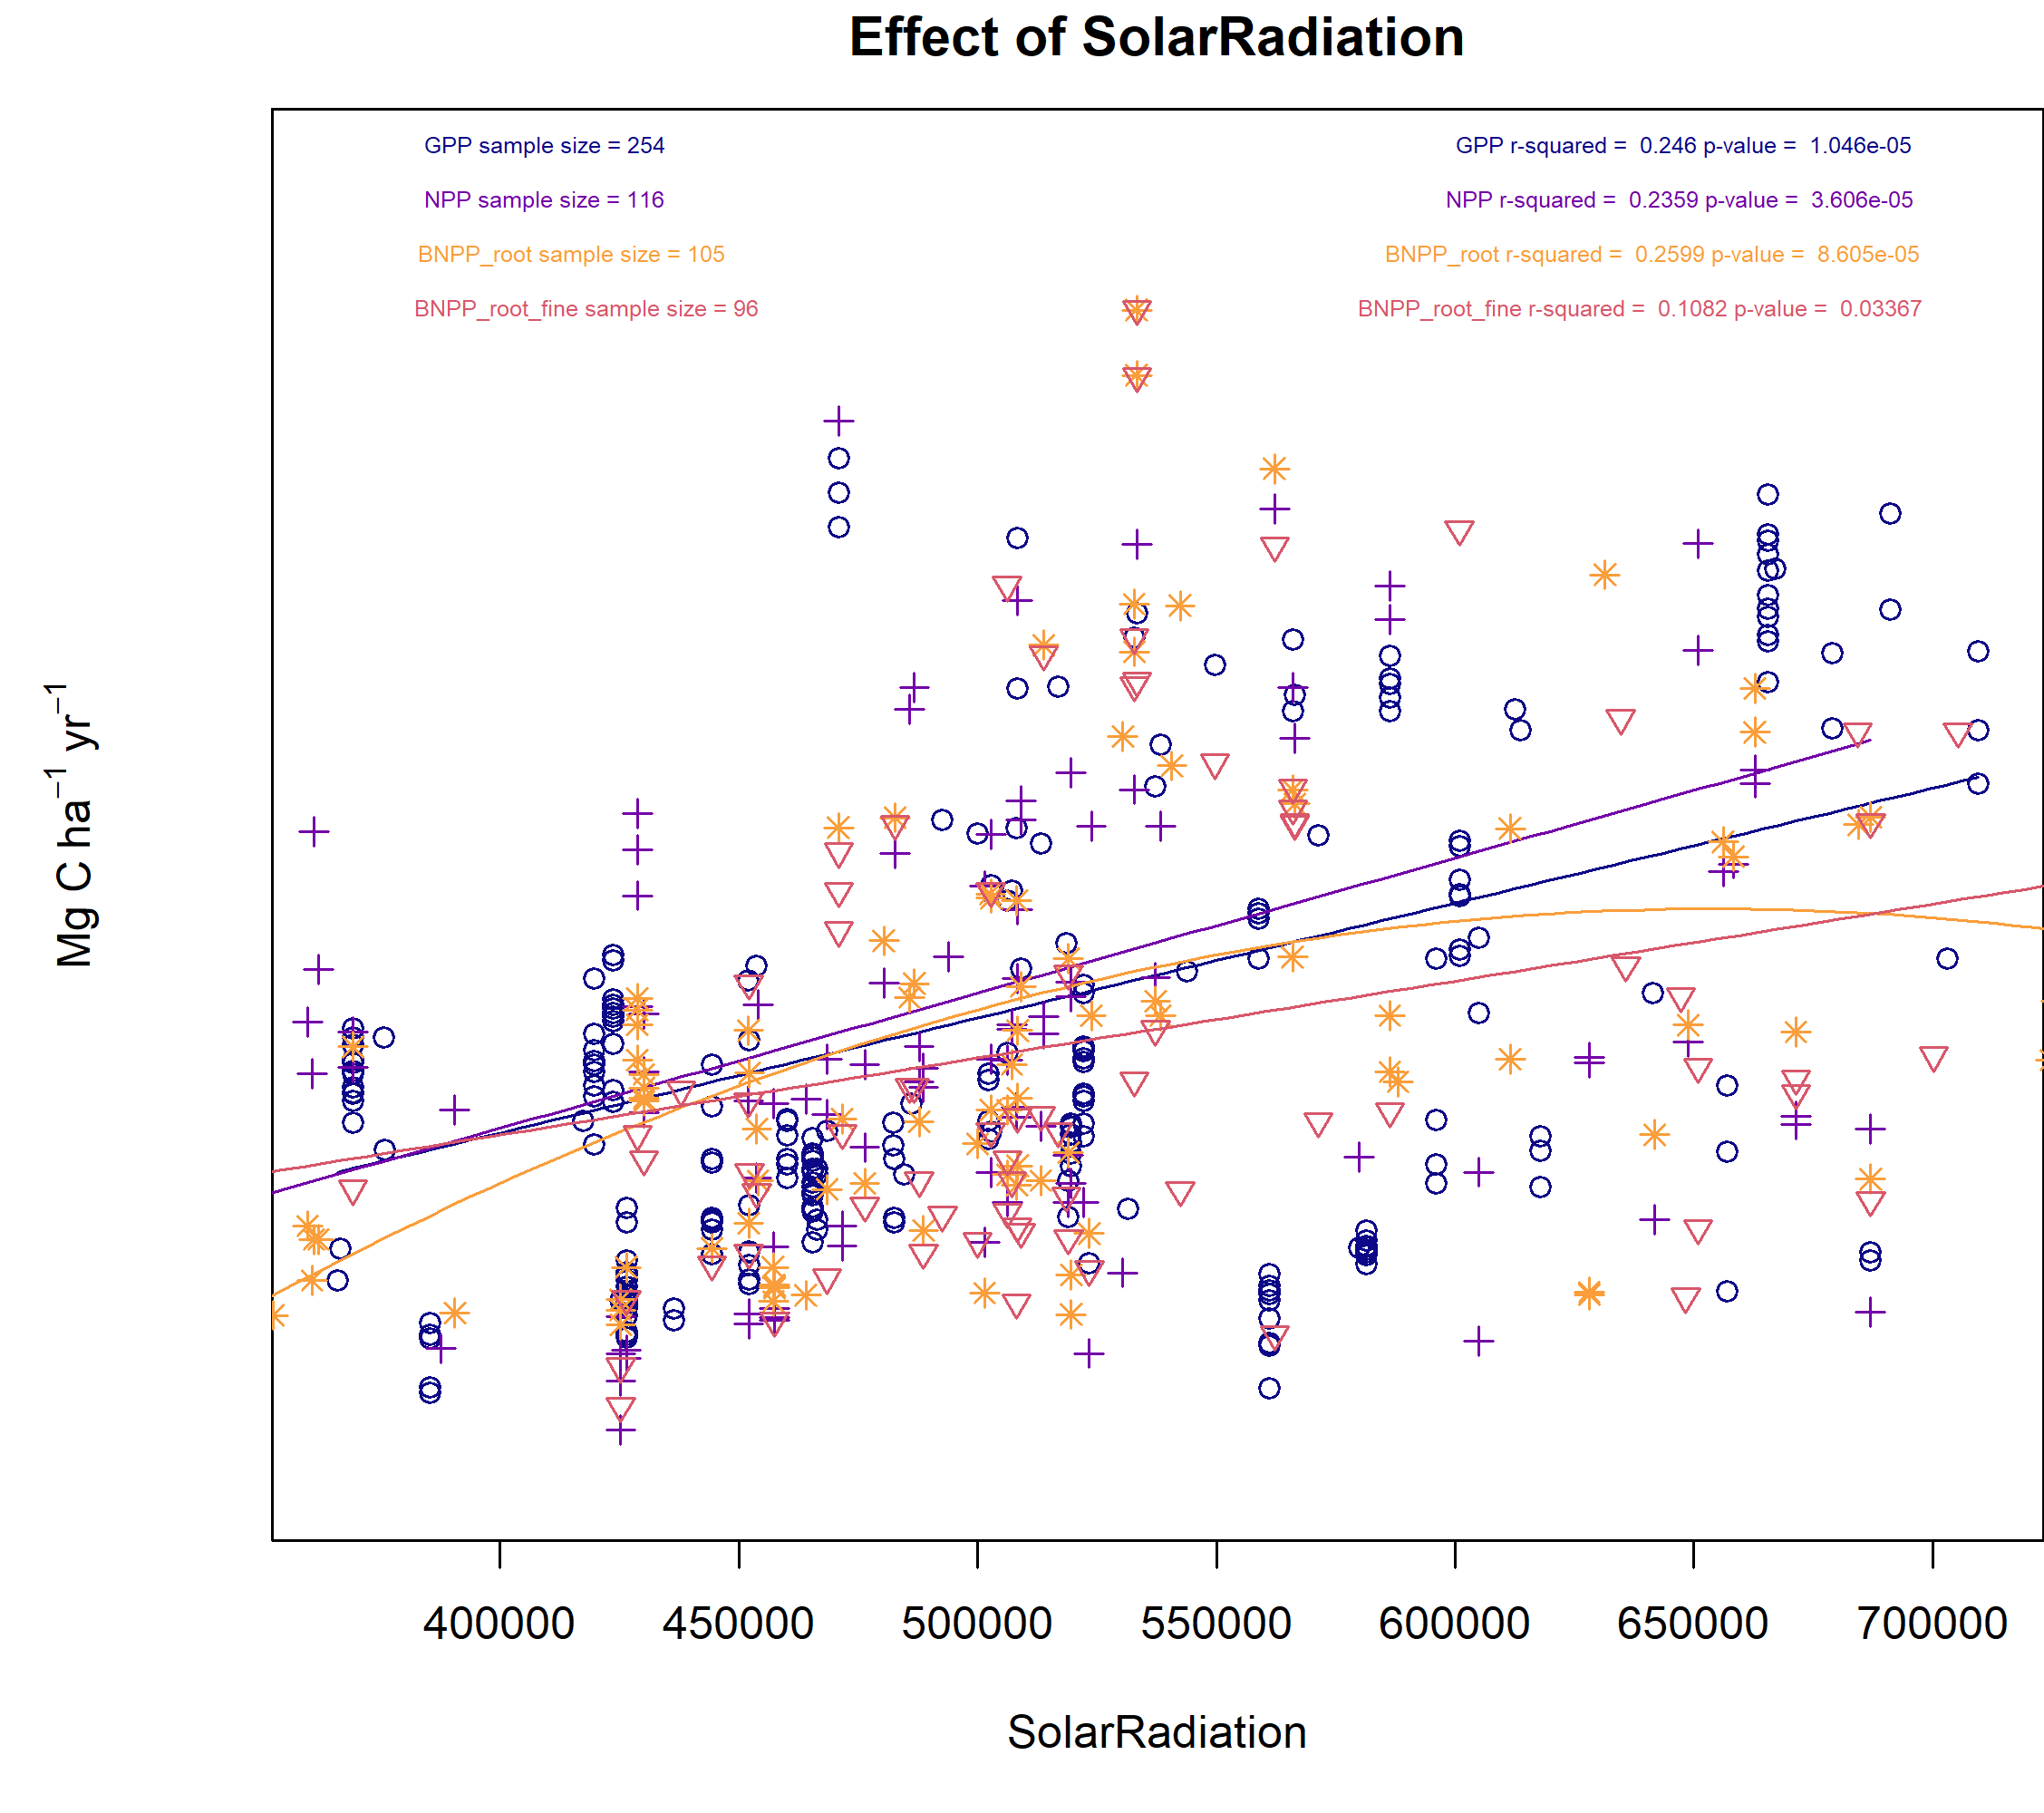 Effect of SolarRadiation
GPP sample size = 254
GPP r-squared = 0.246 p-value = 1.046e-05
NPP sample size = 116
NPP r-squared = 0.2359 p-value = 3.606e-05
BNPP_root sample size = 105
BNPP_root r-squared = 0.2599 p-value = 8.605e-05
BNPP_root_fine sample size = 96
BNPP_root_fine r-squared = 0.1082 p-value = 0.03367
Mg C ha⁻¹ yr⁻¹
400000 450000 500000 550000 600000 650000 700000
SolarRadiation